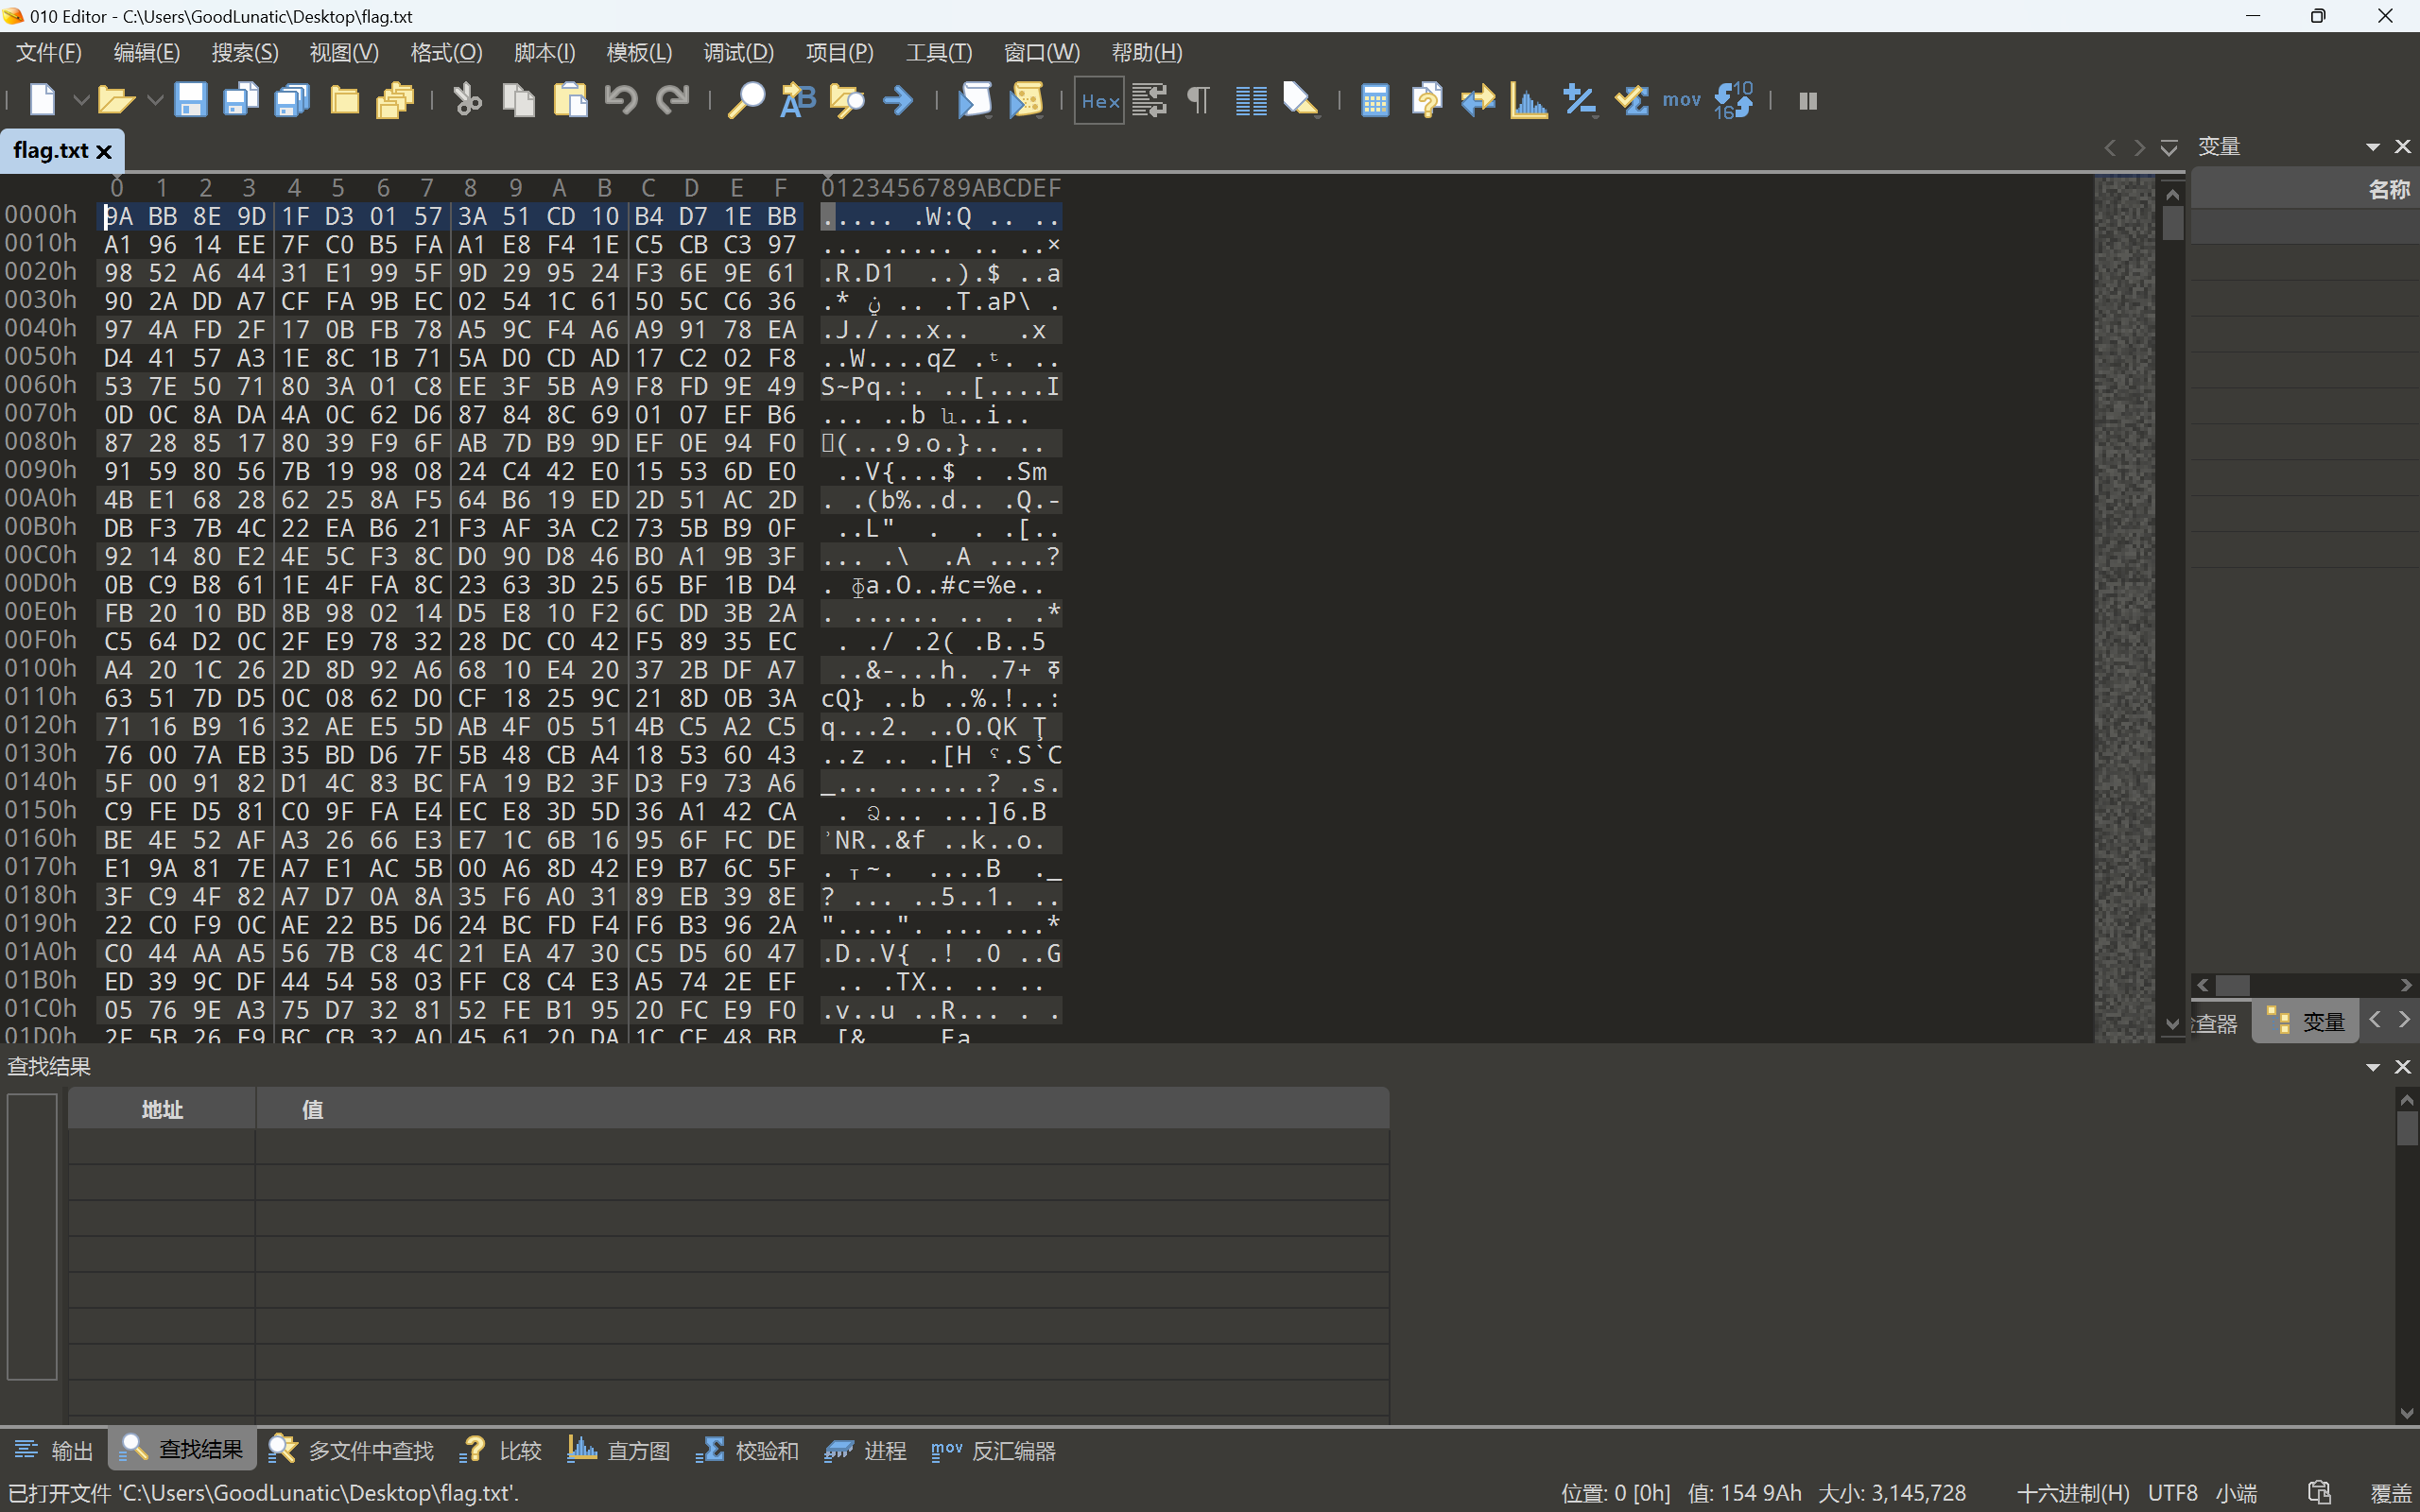 010 Editor - C:\Users\GoodLunatic\Desktop\flag.txt
文件(F) 编辑(E) 搜索(S) 视图(V) 格式(O) 脚本(I) 模板(L) 调试(D) 项目(P) 工具(T) 窗口(W) 帮助(H)
Hex mov 10 16
flag.txt
变量
0 1 2 3 4 5 6 7 8 9 A B C D E F 0123456789ABCDEF
名称
0000h 9A BB 8E 9D 1F D3 01 57 3A 51 CD 10 B4 D7 1E BB ..... .W:Q .. ..
0010h A1 96 14 EE 7F C0 B5 FA A1 E8 F4 1E C5 CB C3 97 ... ..... .. ..×
0020h 98 52 A6 44 31 E1 99 5F 9D 29 95 24 F3 6E 9E 61 .R.D1 ..).$ ..a
0030h 90 2A DD A7 CF FA 9B EC 02 54 1C 61 50 5C C6 36
0040h 97 4A FD 2F 17 0B FB 78 A5 9C F4 A6 A9 91 78 EA .J./...x.. .x
0050h D4 41 57 A3 1E 8C 1B 71 5A D0 CD AD 17 C2 02 F8
0060h 53 7E 50 71 80 3A 01 C8 EE 3F 5B A9 F8 FD 9E 49 S~Pq.:. ..[....I
0070h 0D 0C 8A DA 4A 0C 62 D6 87 84 8C 69 01 07 EF B6
0080h 87 28 85 17 80 39 F9 6F AB 7D B9 9D EF 0E 94 F0
0090h 91 59 80 56 7B 19 98 08 24 C4 42 E0 15 53 6D E0 ..V{...$ . .Sm
00A0h 4B E1 68 28 62 25 8A F5 64 B6 19 ED 2D 51 AC 2D . .(b%..d.. .Q.-
00B0h DB F3 7B 4C 22 EA B6 21 F3 AF 3A C2 73 5B B9 0F ..L" . . .[..
00C0h 92 14 80 E2 4E 5C F3 8C D0 90 D8 46 B0 A1 9B 3F .... .\ .A ....?
00D0h 0B C9 B8 61 1E 4F FA 8C 23 63 3D 25 65 BF 1B D4
00E0h FB 20 10 BD 8B 98 02 14 D5 E8 10 F2 6C DD 3B 2A . ...... .. . .*
00F0h C5 64 D2 0C 2F E9 78 32 28 DC C0 42 F5 89 35 EC . ./ .2( .B..5
0100h A4 20 1C 26 2D 8D 92 A6 68 10 E4 20 37 2B DF A7
0110h 63 51 7D D5 0C 08 62 D0 CF 18 25 9C 21 8D 0B 3A cQ} ..b ..%.!..:
0120h 71 16 B9 16 32 AE E5 5D AB 4F 05 51 4B C5 A2 C5 q...2. ..O.QK Ţ
0130h 76 00 7A EB 35 BD D6 7F 5B 48 CB A4 18 53 60 43
0140h 5F 00 91 82 D1 4C 83 BC FA 19 B2 3F D3 F9 73 A6 _... ......? .s.
0150h C9 FE D5 81 C0 9F FA E4 EC E8 3D 5D 36 A1 42 CA
0160h BE 4E 52 AF A3 26 66 E3 E7 1C 6B 16 95 6F FC DE ʾNR..&f ..k..o.
0170h E1 9A 81 7E A7 E1 AC 5B 00 A6 8D 42 E9 B7 6C 5F
0180h 3F C9 4F 82 A7 D7 0A 8A 35 F6 A0 31 89 EB 39 8E ? ... ..5..1. ..
0190h 22 C0 F9 0C AE 22 B5 D6 24 BC FD F4 F6 B3 96 2A "....". ... ...*
01A0h C0 44 AA A5 56 7B C8 4C 21 EA 47 30 C5 D5 60 47 .D..V{ .! .0 ..G
01B0h ED 39 9C DF 44 54 58 03 FF C8 C4 E3 A5 74 2E EF .. .TX.. .. ..
01C0h 05 76 9E A3 75 D7 32 81 52 FE B1 95 20 FC E9 F0 .v..u ..R... . .
01D0h 5B 26 BC CB 32 A0 45 61 20 DA 1C 48 BB
查器 变量
查找结果
地址 值
输出 查找结果 多文件中查找 比较 直方图 校验和 进程 mov 反汇编器
已打开文件 'C:\Users\GoodLunatic\Desktop\flag.txt'. 位置: 0 [0h] 值: 154 9Ah 大小: 3,145,728 十六进制(H) UTF8 小端 覆盖